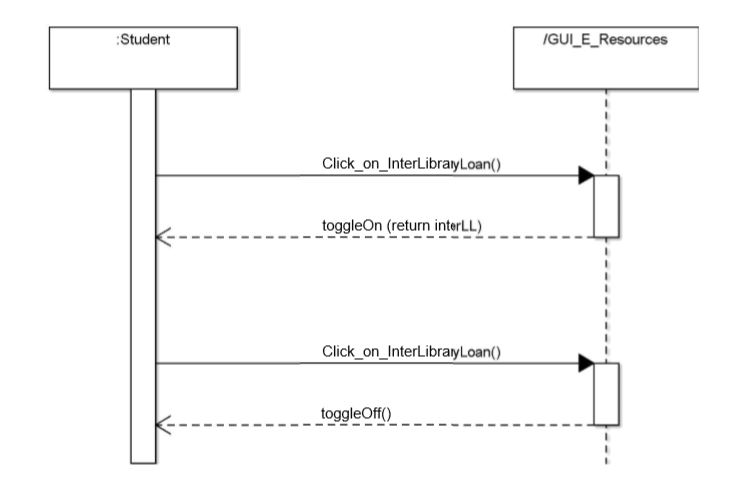 :Student
/GUI_E_Resources
Click_on_InterLibraryLoan()
toggleOn (return interLL)
Click_on_InterLibraryLoan()
toggleOff()